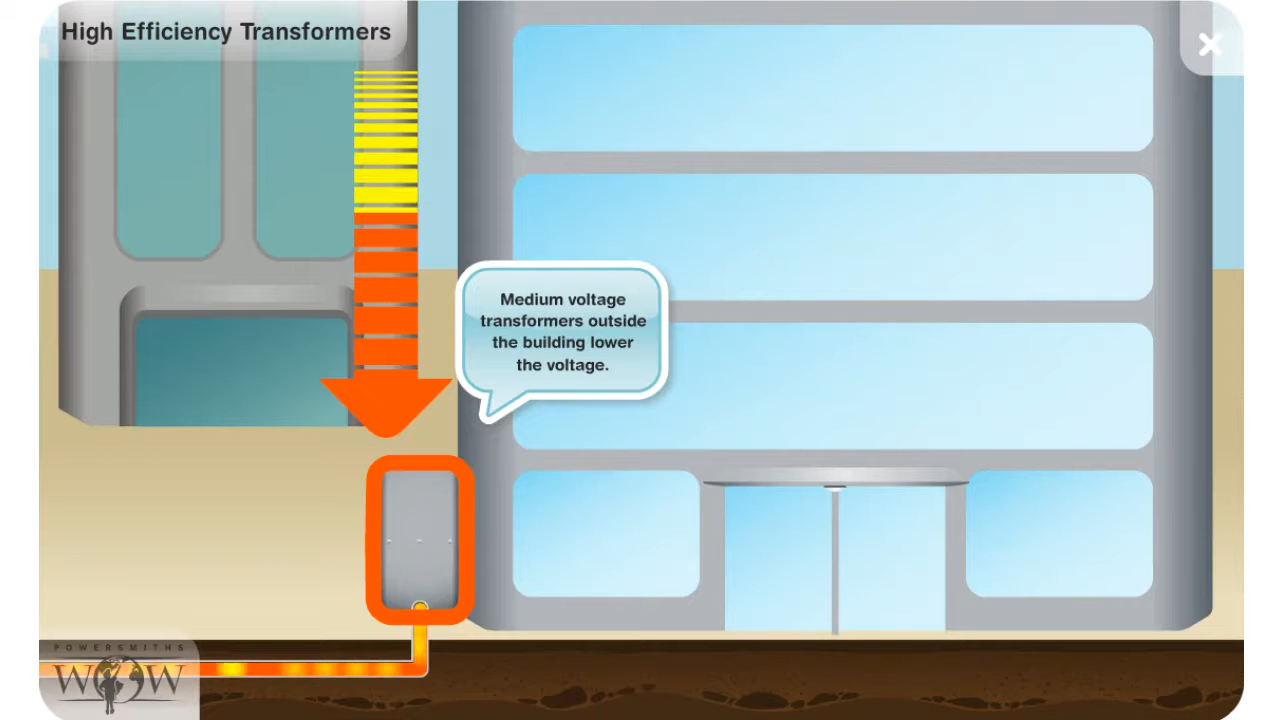 High Efficiency Transformers
Medium voltage
transformers outside
the building lower
the voltage.
POWERSMITHS
WOW